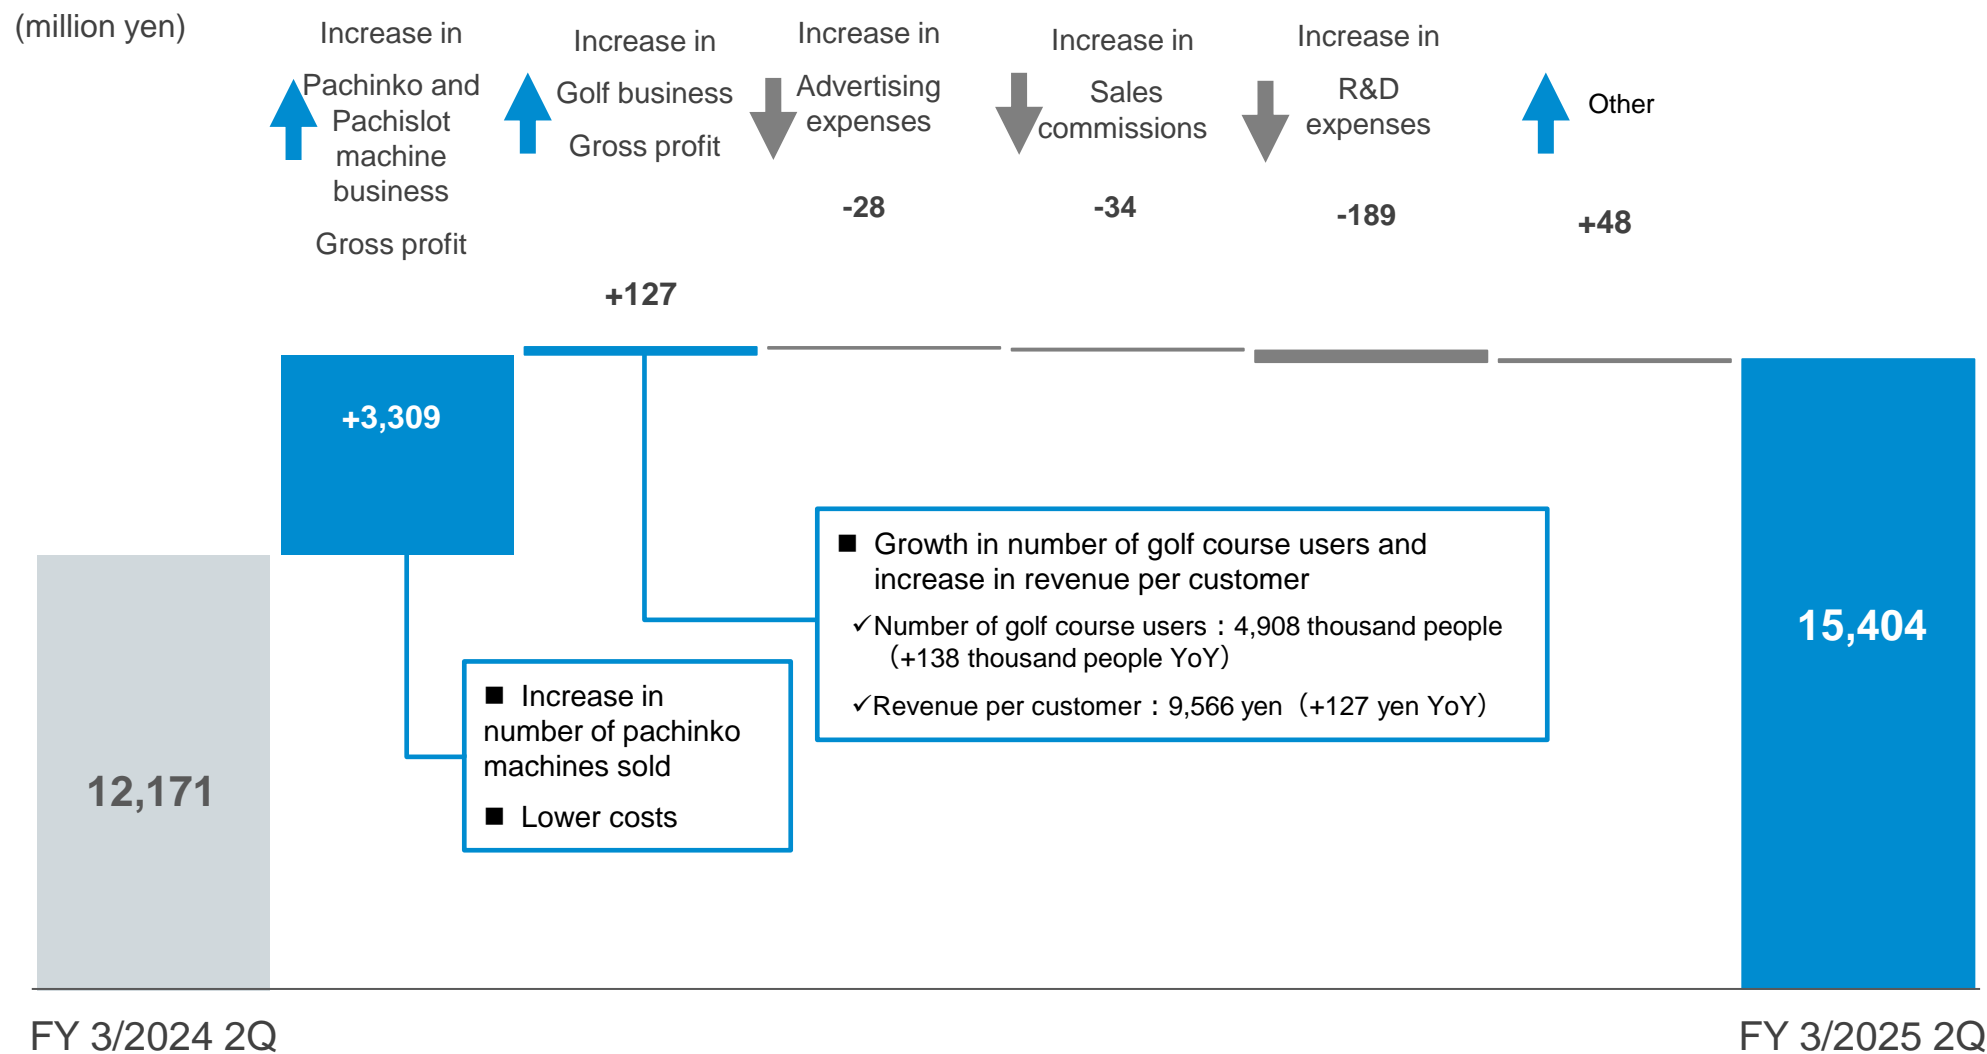 (million yen)
Increase in
Pachinko and
Pachislot
machine
business
Gross profit
+3,309
Increase in
Golf business
Gross profit
+127
Increase in
Advertising
expenses
-28
Increase in
Sales
commissions
-34
Increase in
R&D
expenses
-189
Other
+48
12,171
■ Increase in
number of pachinko
machines sold
■ Lower costs
■ Growth in number of golf course users and
increase in revenue per customer
✓Number of golf course users：4,908 thousand people
（+138 thousand people YoY）
✓Revenue per customer：9,566 yen（+127 yen YoY）
15,404
FY 3/2024 2Q
FY 3/2025 2Q